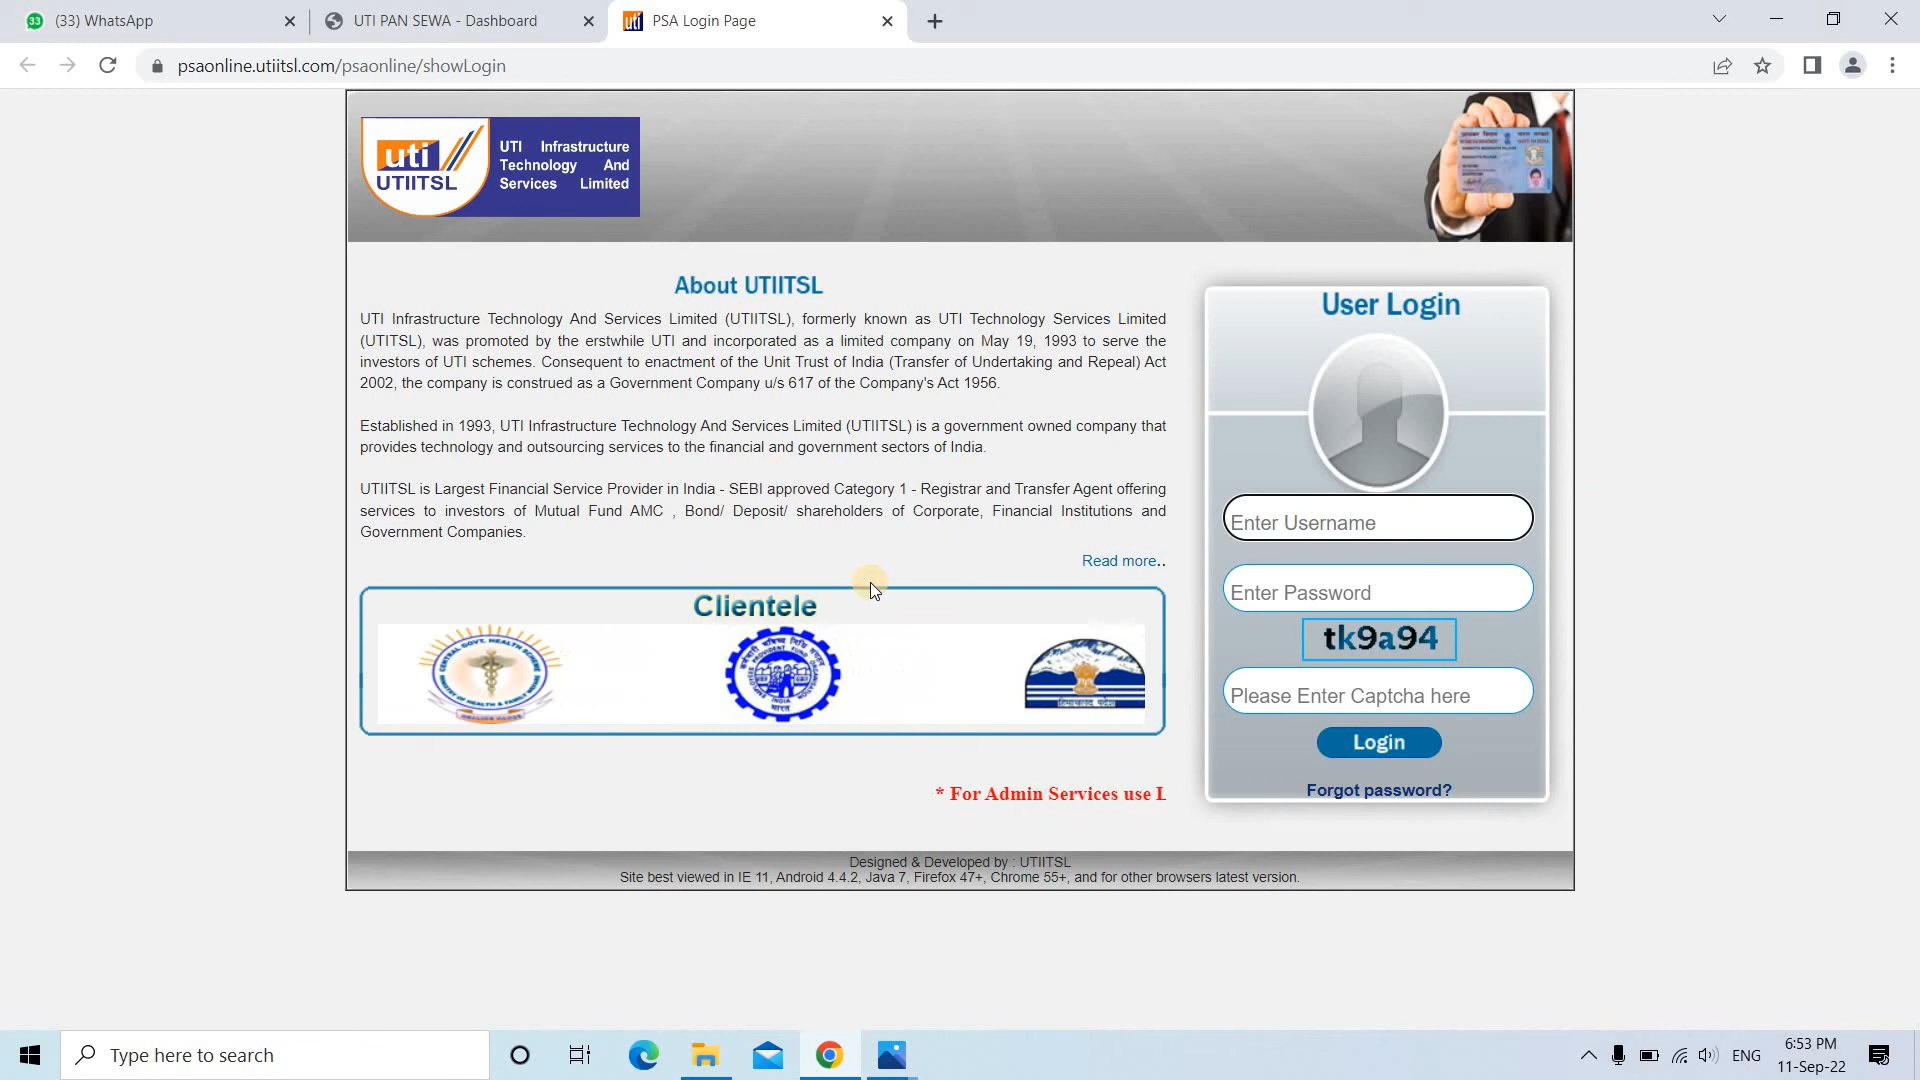 (33) WhatsApp
UTI PAN SEWA - Dashboard
PSA Login Page
psaonline.utiitsl.com/psaonline/showLogin
uti
UTIITSL
UTI Infrastructure
Technology And
Services Limited
About UTIITSL
UTI Infrastructure Technology And Services Limited (UTIITSL), formerly known as UTI Technology Services Limited
(UTITSL), was promoted by the erstwhile UTI and incorporated as a limited company on May 19, 1993 to serve the
investors of UTI schemes. Consequent to enactment of the Unit Trust of India (Transfer of Undertaking and Repeal) Act
2002, the company is construed as a Government Company u/s 617 of the Company's Act 1956.
Established in 1993, UTI Infrastructure Technology And Services Limited (UTIITSL) is a government owned company that
provides technology and outsourcing services to the financial and government sectors of India.
UTIITSL is Largest Financial Service Provider in India - SEBI approved Category 1 - Registrar and Transfer Agent offering
services to investors of Mutual Fund AMC , Bond/ Deposit/ shareholders of Corporate, Financial Institutions and
Government Companies.
Read more..
Clientele
CENTRAL GOVT. HEALTH SCHEME
हिमाचल प्रदेश
* For Admin Services use L
User Login
Enter Username
Enter Password
tk9a94
Please Enter Captcha here
Login
Forgot password?
Designed & Developed by : UTIITSL
Site best viewed in IE 11, Android 4.4.2, Java 7, Firefox 47+, Chrome 55+, and for other browsers latest version.
Type here to search
ENG
6:53 PM
11-Sep-22